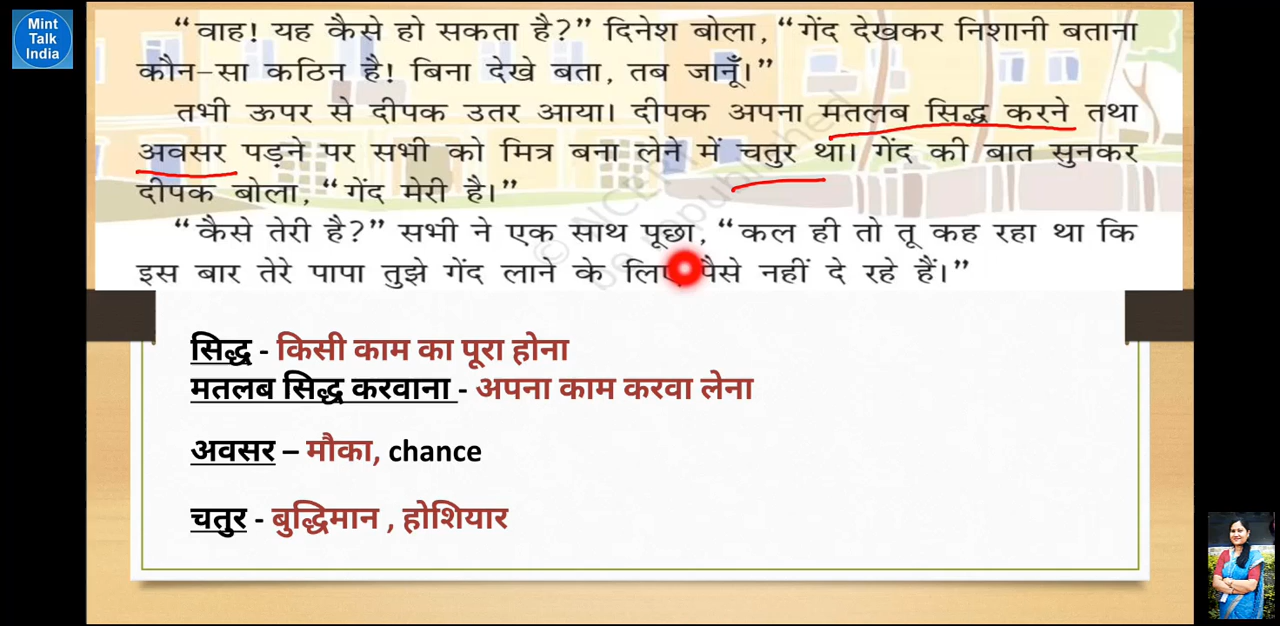 Mint
Talk
India
“वाह! यह कैसे हो सकता है?” दिनेश बोला, “गेंद देखकर निशानी बताना
कौन-सा कठिन है! बिना देखे बता, तब जानूँ।”
तभी ऊपर से दीपक उतर आया। दीपक अपना मतलब सिद्ध करने तथा
अवसर पड़ने पर सभी को मित्र बना लेने में चतुर था। गेंद की बात सुनकर
दीपक बोला, “गेंद मेरी है।”
“कैसे तेरी है?” सभी ने एक साथ पूछा, “कल ही तो तू कह रहा था कि
इस बार तेरे पापा तुझे गेंद लाने के लिए पैसे नहीं दे रहे हैं।”
सिद्ध - किसी काम का पूरा होना
मतलब सिद्ध करवाना - अपना काम करवा लेना
अवसर – मौका, chance
चतुर - बुद्धिमान , होशियार